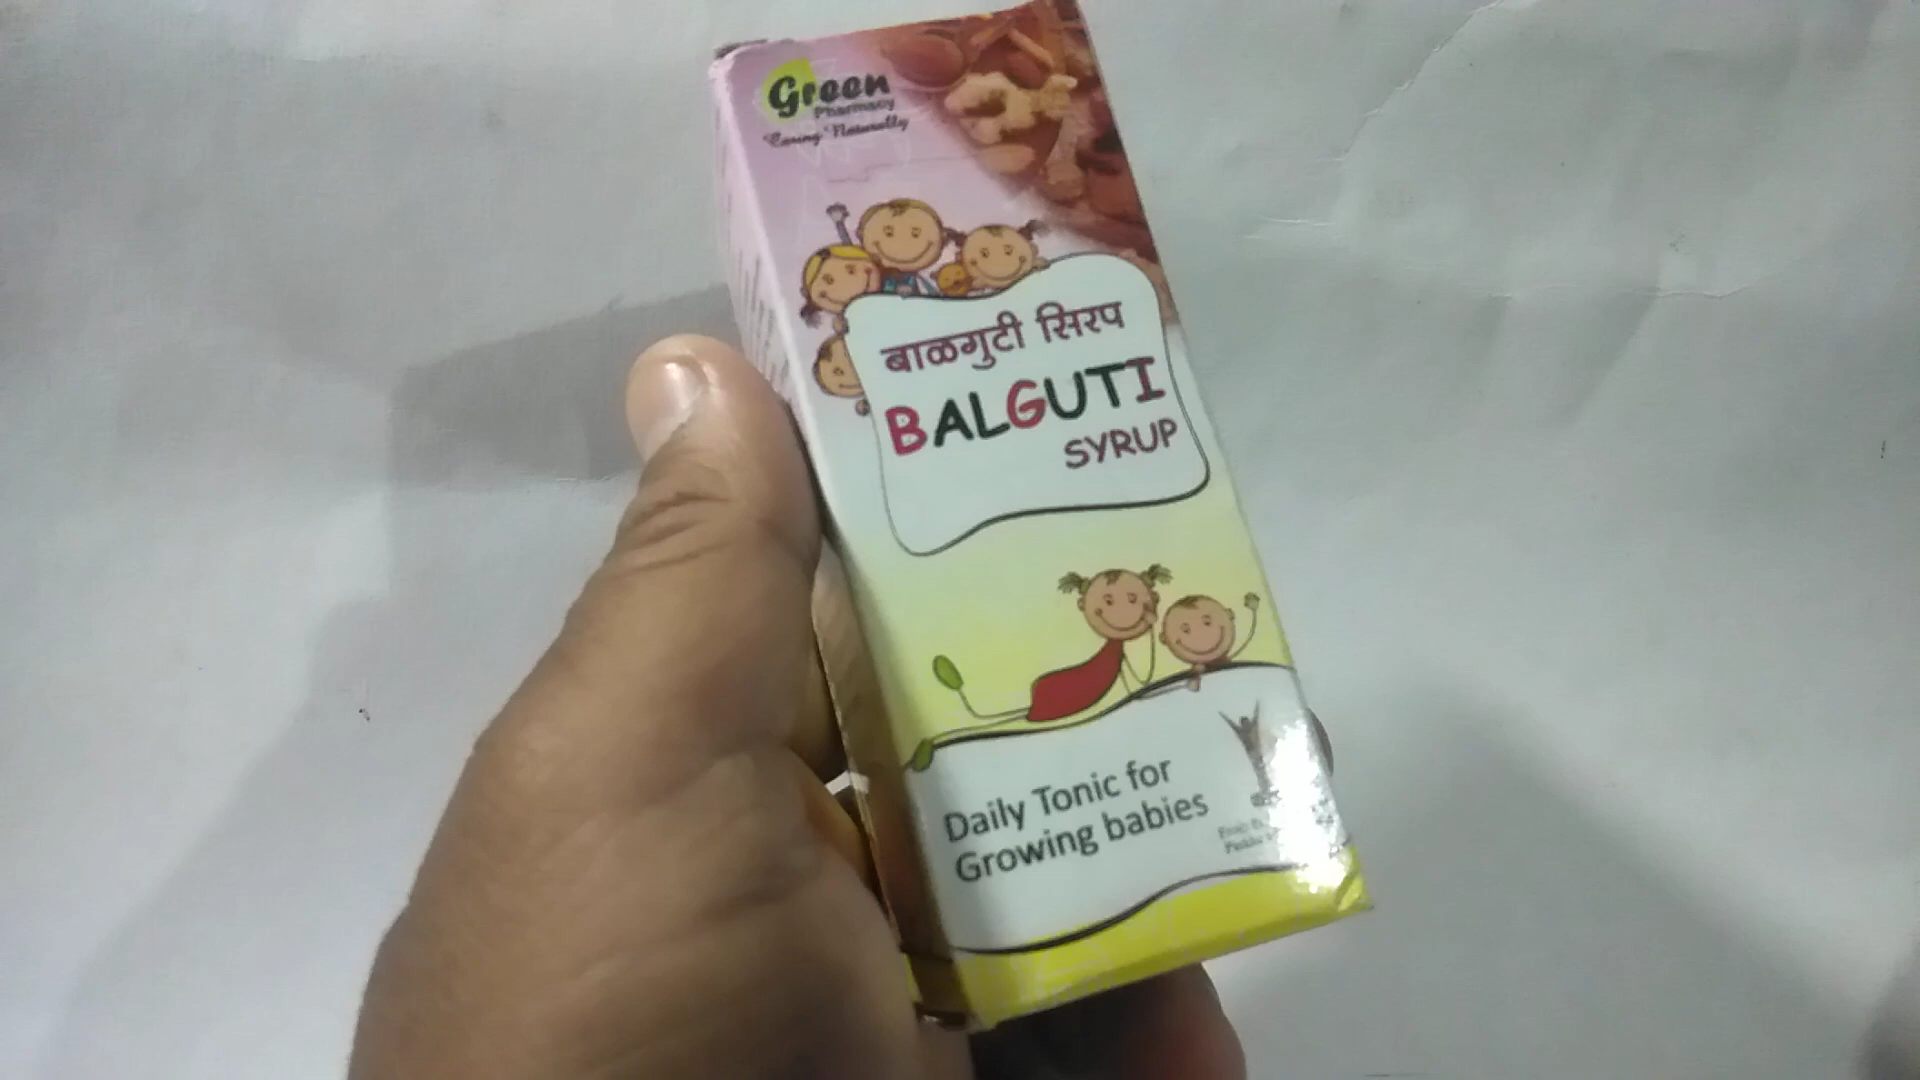 Green
Pharmacy
Caring Naturally
बाळगुटी सिरप
BALGUTI
SYRUP
Daily Tonic for
Growing babies